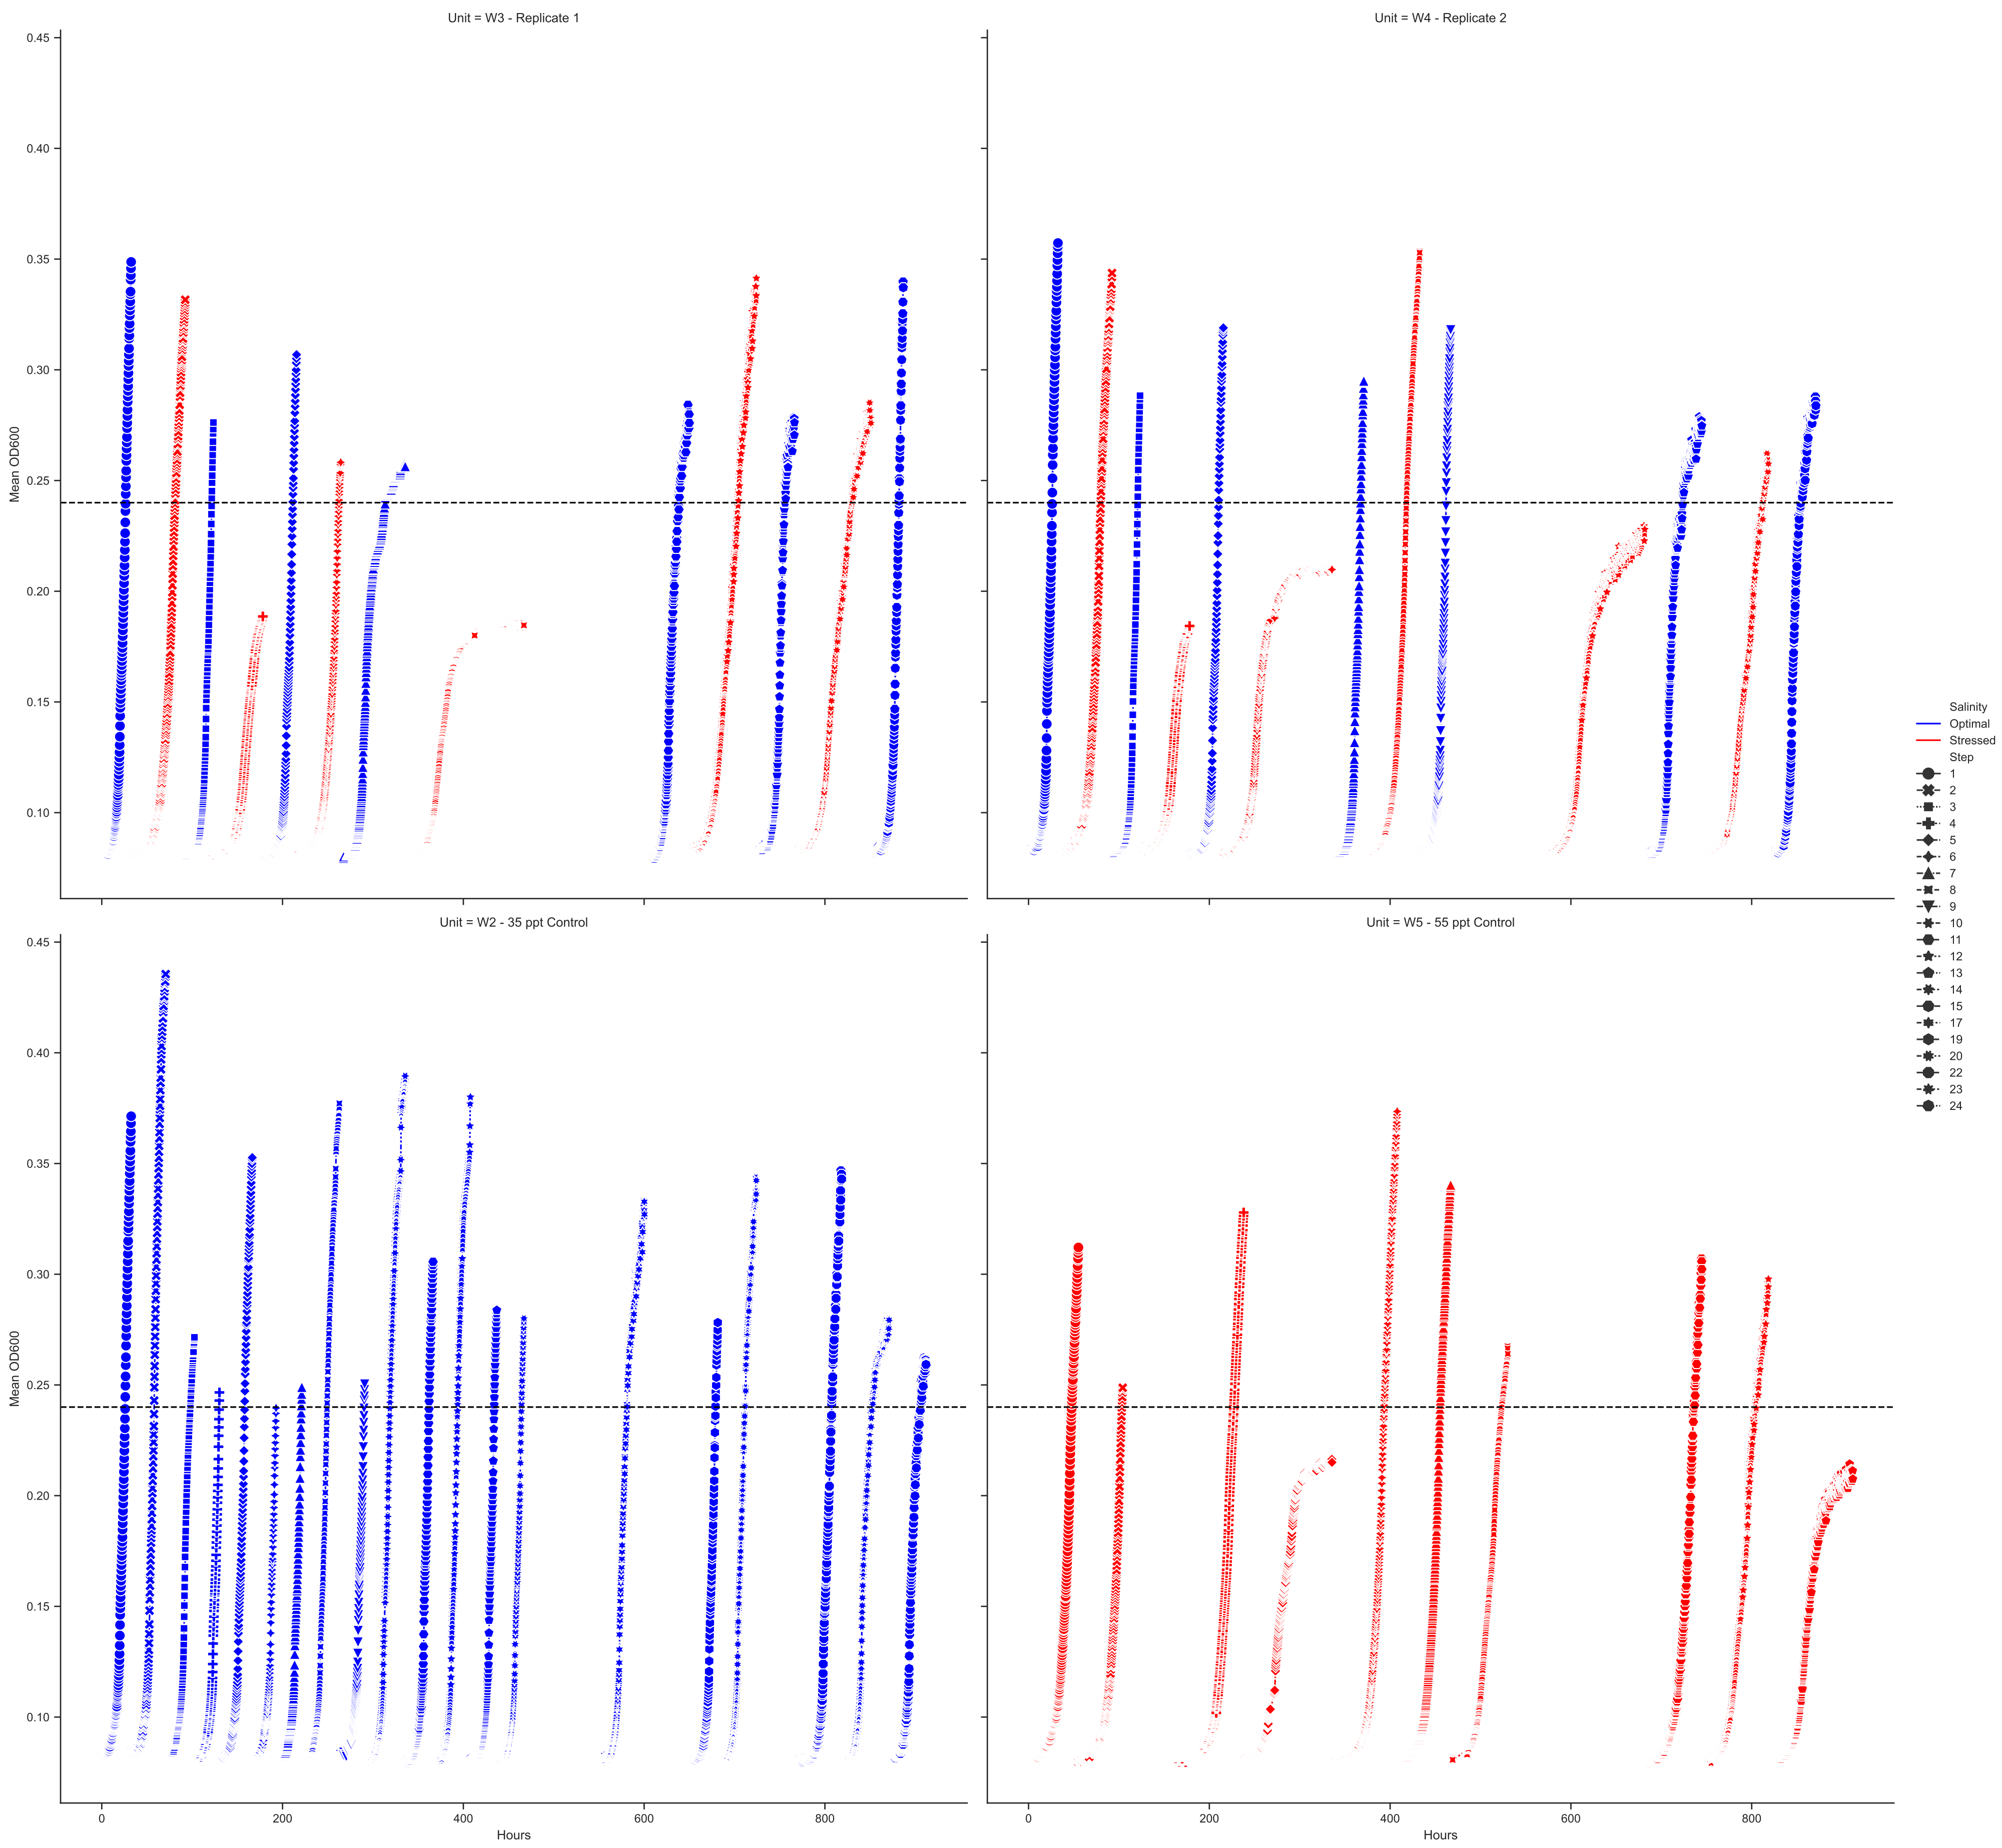 Unit = W3 - Replicate 1
Unit = W4 - Replicate 2
0.45
0.40
0.35
0.30
0.25
0.20
0.15
0.10
Mean OD600
Unit = W2 - 35 ppt Control
Unit = W5 - 55 ppt Control
0.45
0.40
0.35
0.30
0.25
0.20
0.15
0.10
Mean OD600
0 200 400 600 800
Hours
0 200 400 600 800
Hours
Salinity
Optimal
Stressed
Step
1
2
3
4
5
6
7
8
9
10
11
12
13
14
15
17
19
20
22
23
24